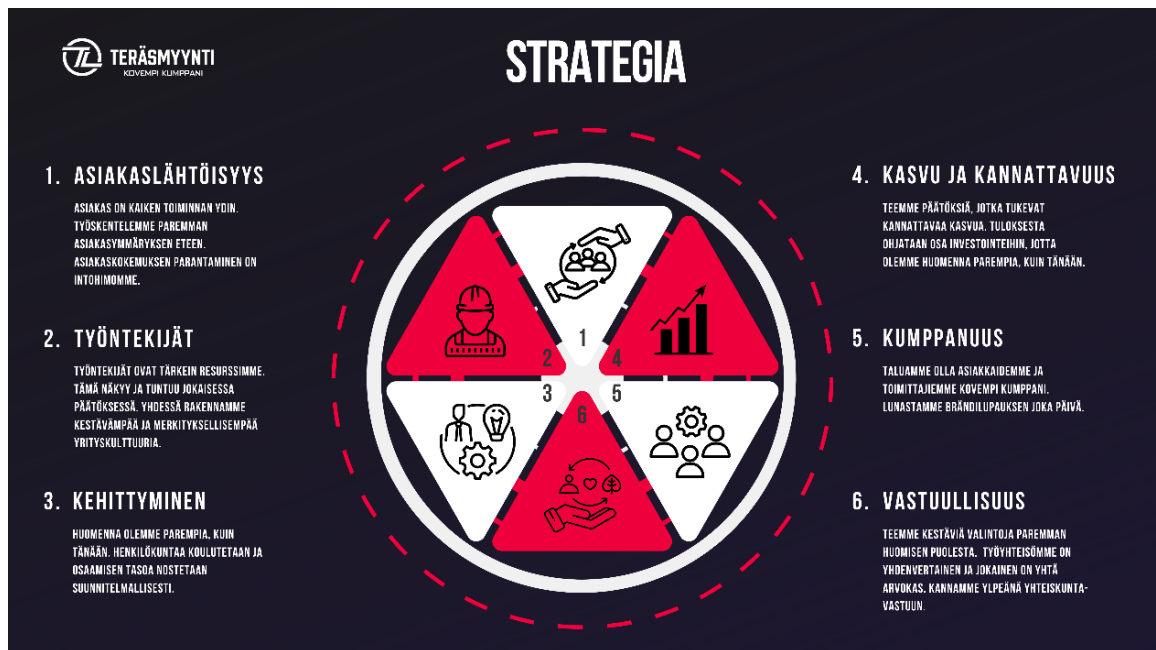 TERÄSMYYNTI
KOVEMPI KUMPPANI
STRATEGIA
1. ASIAKASLÄHTÖISYYS
ASIAKAS ON KAIKEN TOIMINNAN YDIN.
TYÖSKENTELEMME PAREMMAN
ASIAKASYMMÄRYKSEN ETEEN.
ASIAKASKOKEMUKSEN PARANTAMINEN ON
INTOHIMOMME.
2. TYÖNTEKIJÄT
TYÖNTEKIJÄT OVAT TÄRKEIN RESURSSIMME.
TÄMÄ NÄKYY JA TUNTUU JOKAISESSA
PÄÄTÖKSESSÄ. YHDESSÄ RAKENNAMME
KESTÄVÄMPÄÄ JA MERKITYKSELLISEMPÄÄ
YRITYSKULTTUURIA.
3. KEHITTYMINEN
HUOMENNA OLEMME PAREMPIA, KUIN
TÄNÄÄN. HENKILÖKUNTAA KOULUTETAAN JA
OSAAMISEN TASOA NOSTETAAN
SUUNNITELMALLISESTI.
1
2
4
3
5
6
4. KASVU JA KANNATTAVUUS
TEEMME PÄÄTÖKSIÄ, JOTKA TUKEVAT
KANNATTAVAA KASVUA. TULOKSESTA
OHJATAAN OSA INVESTOINTEIHIN, JOTTA
OLEMME HUOMENNA PAREMPIA, KUIN TÄNÄÄN.
5. KUMPPANUUS
TALUAMME OLLA ASIAKKAIDEMME JA
TOIMITTAJIEMME KOVEMPI KUMPPANI.
LUNASTAMME BRÄNDILUPAUKSEN JOKA PÄIVÄ.
6. VASTUULLISUUS
TEEMME KESTÄVIÄ VALINTOJA PAREMMAN
HUOMISEN PUOLESTA. TYÖYHTEISÖMME ON
YHDENVERTAINEN JA JOKAINEN ON YHTÄ
ARVOKAS. KANNAMME YLPEÄNÄ YHTEISKUNTA-
VASTUUN.